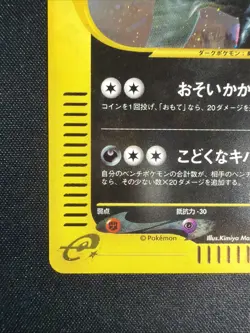 ダークポケモン：
おそいかか
コインを1回投げ、「おもて」なら、20ダメージを
こどくなキバ
自分のベンチポケモンの合計数が、相手のベンチ
なら、その少ない数×20ダメージを追加する。
弱点 抵抗力 -30
©Pokémon Illus.Kimiya Ma
e